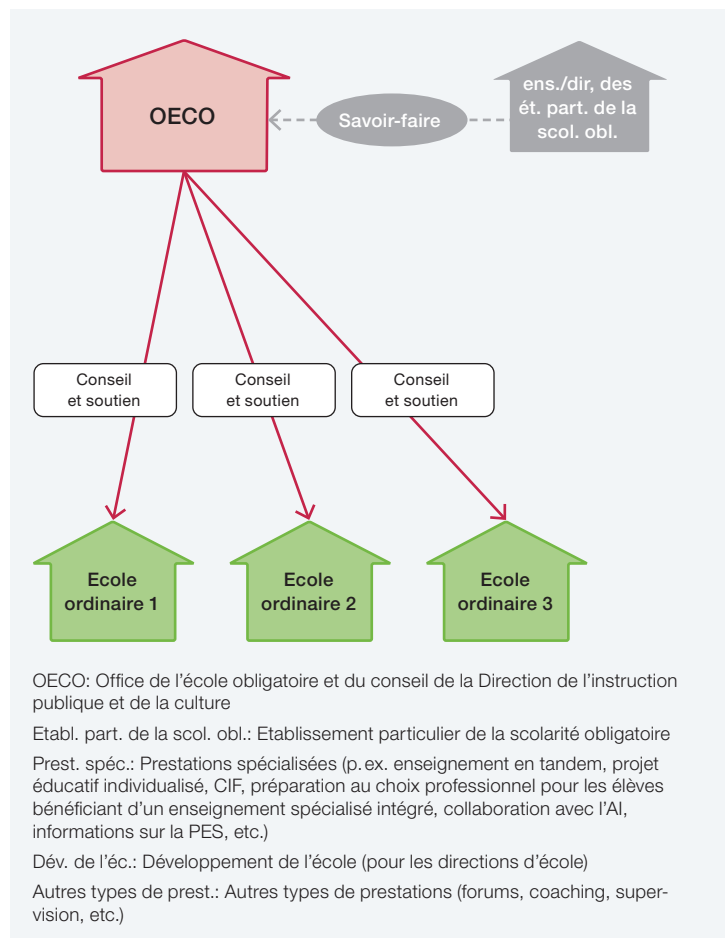 OECO
Savoir-faire
ens./dir, des
ét. part. de la
scol. obl.
Conseil
et soutien
Conseil
et soutien
Conseil
et soutien
Ecole
ordinaire 1
Ecole
ordinaire 2
Ecole
ordinaire 3
OECO: Office de l’école obligatoire et du conseil de la Direction de l’instruction
publique et de la culture
Etabl. part. de la scol. obl.: Etablissement particulier de la scolarité obligatoire
Prest. spéc.: Prestations spécialisées (p. ex. enseignement en tandem, projet
éducatif individualisé, CIF, préparation au choix professionnel pour les élèves
bénéficiant d’un enseignement spécialisé intégré, collaboration avec l’AI,
informations sur la PES, etc.)
Dév. de l’éc.: Développement de l’école (pour les directions d’école)
Autres types de prest.: Autres types de prestations (forums, coaching, super-
vision, etc.)